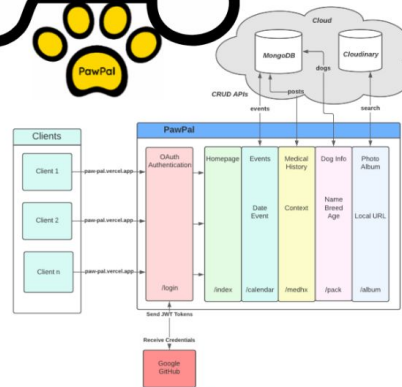 PawPal
Cloud
MongoDB
Cloudinary
dogs
CRUD APIs
posts
events
search
Clients
Client 1
Client 2
Client n
paw-pal.vercel.app
paw-pal.vercel.app
paw-pal.vercel.app
PawPal
OAuth
Authentication
/login
Homepage
/index
Events
Date
Event
/calendar
Medical
History
Context
/medhx
Dog Info
Name
Breed
Age
/pack
Photo
Album
Local URL
/album
Send JWT Tokens
Receive Credentials
Google
GitHub